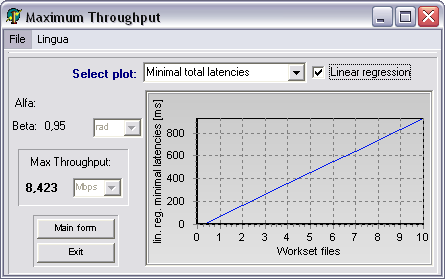 Maximum Throughput
File Lingua
Select plot: Minimal total latencies Linear regression
Alfa:
Beta: 0,95 rad
Max Throughput:
8,423 Mbps
Main form
Exit
lin. reg. minimal latencies [ms]
800
600
400
200
0
0 1 2 3 4 5 6 7 8 9 10
Workset files